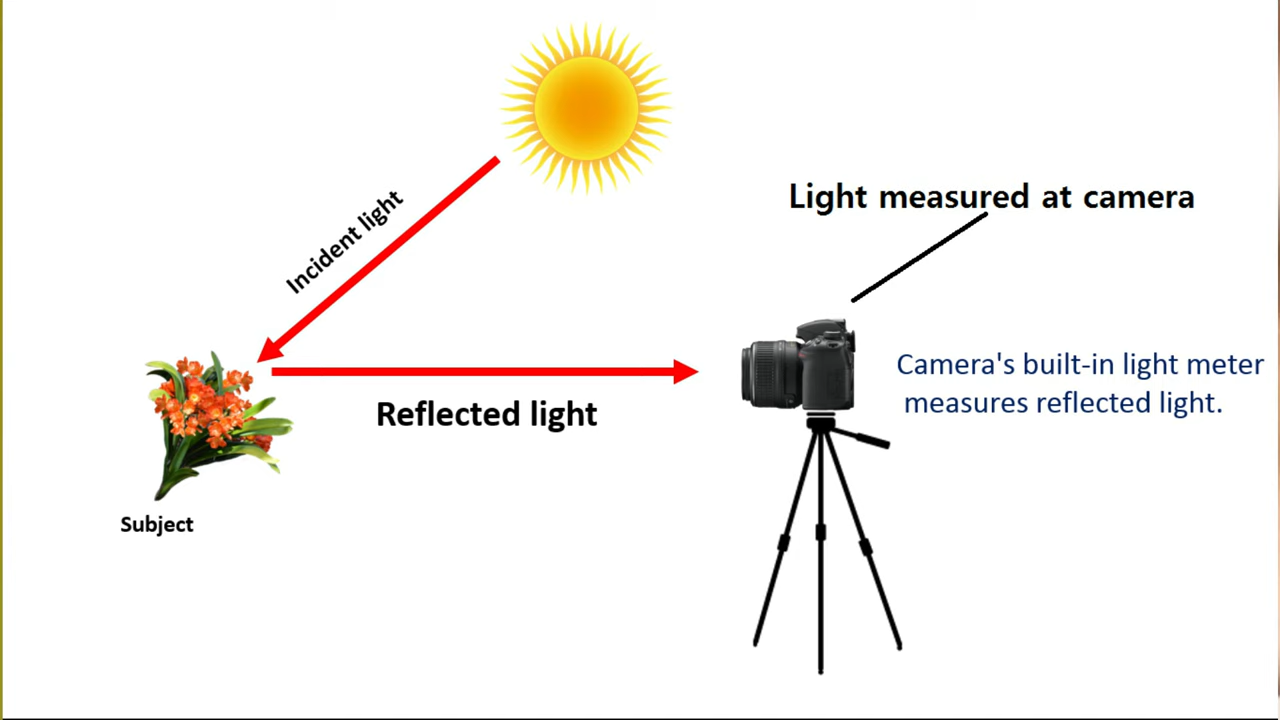 Light measured at camera
Incident light
Camera's built-in light meter
measures reflected light.
Reflected light
Subject